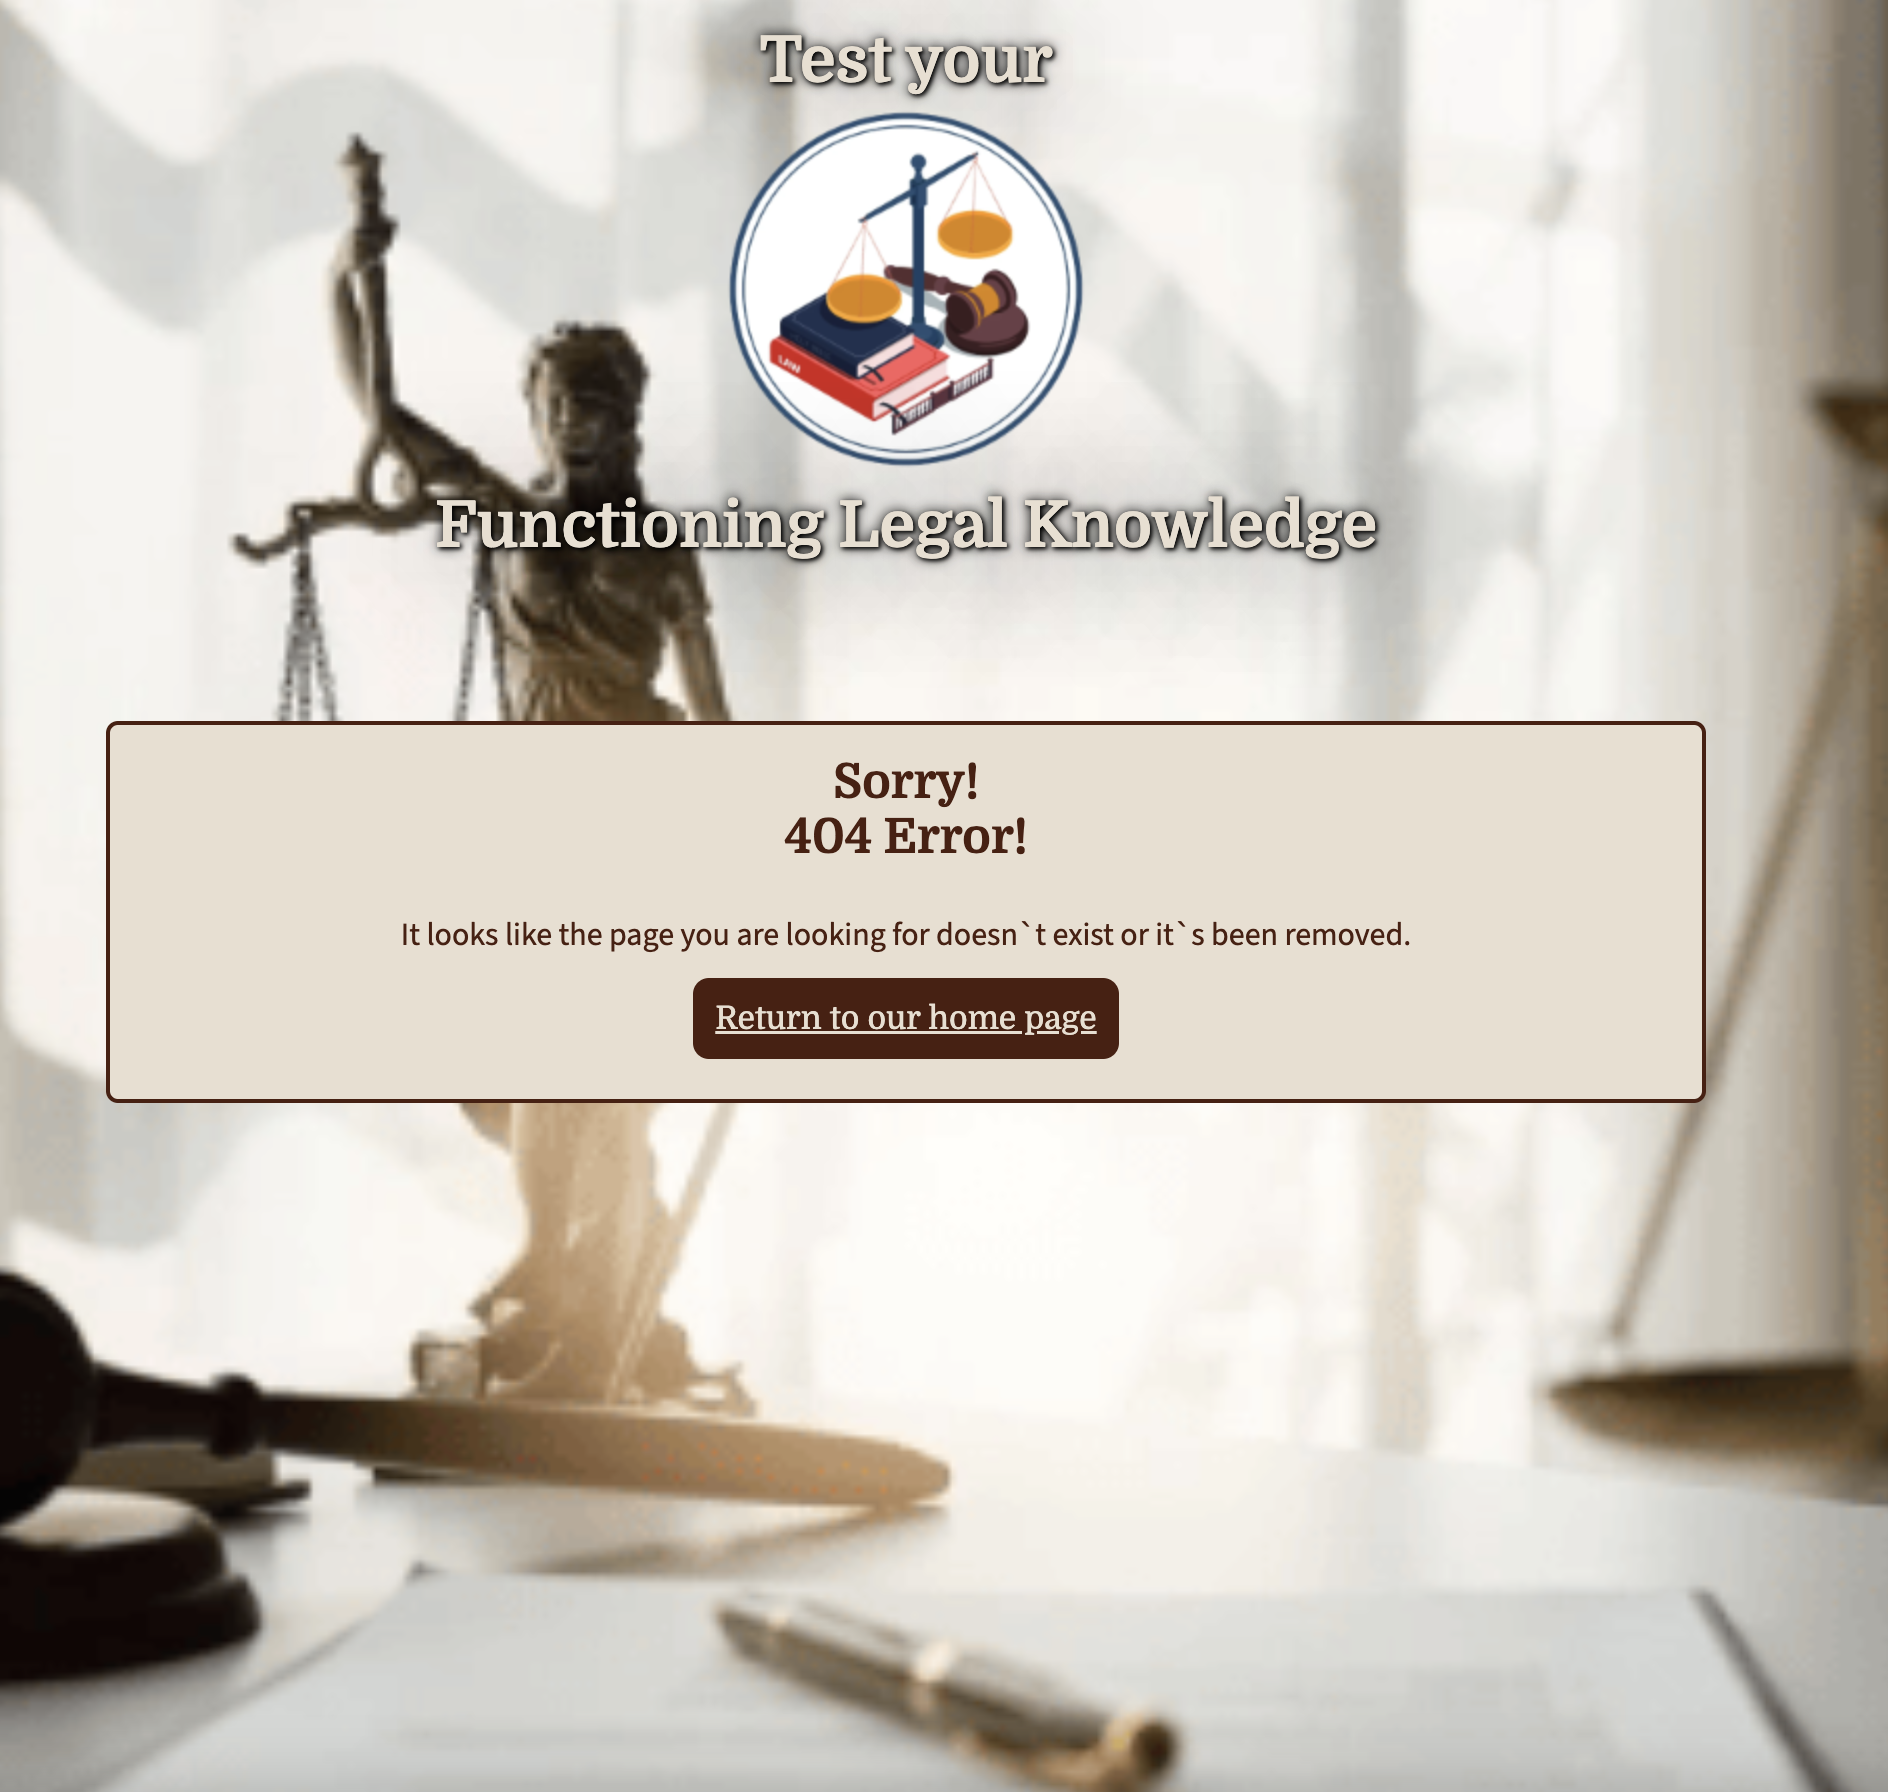 Test your
LAW
Functioning Legal Knowledge
Sorry!
404 Error!
It looks like the page you are looking for doesn`t exist or it`s been removed.
Return to our home page